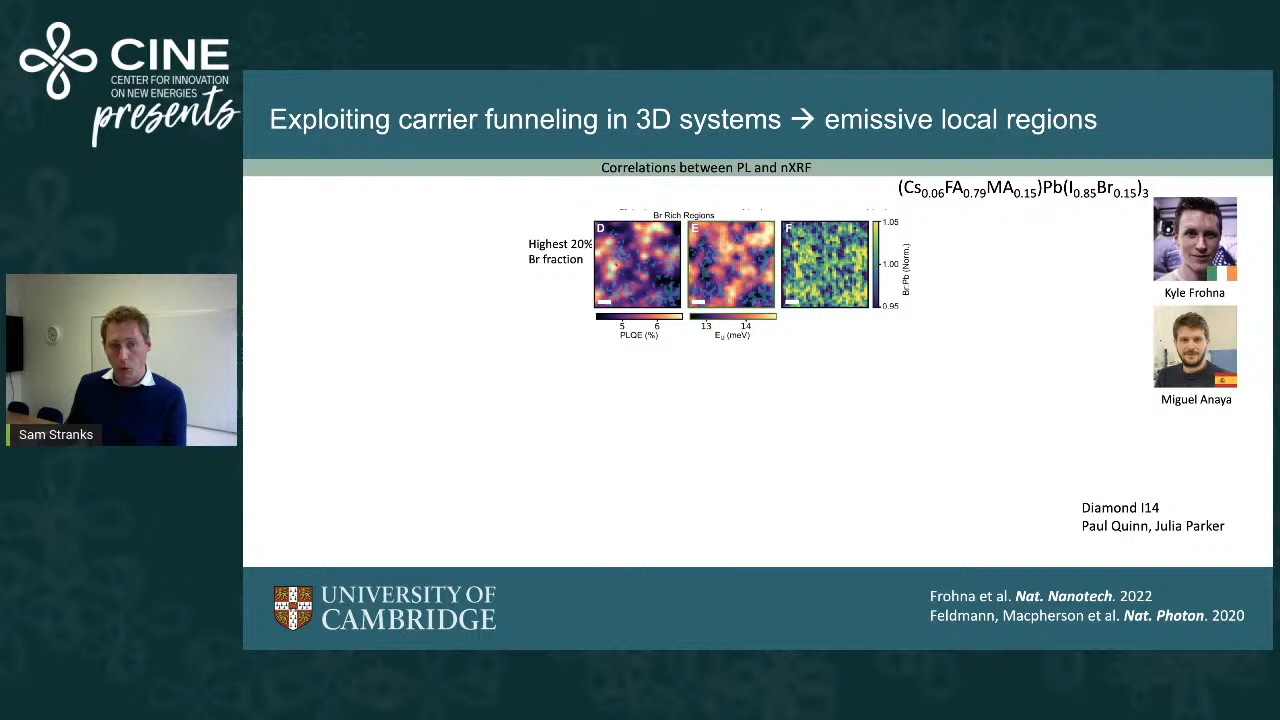 CINE
CENTER FOR INNOVATION
ON NEW ENERGIES
presents
Exploiting carrier funneling in 3D systems → emissive local regions
Correlations between PL and nXRF
(Cs0.06FA0.79MA0.15)Pb(I0.85Br0.15)3
Br Rich Regions
Highest 20%
Br fraction
D
E
F
1.05
1.00
0.95
Br:Pb (Norm.)
5 6
PLQE (%)
13 14
EU (meV)
Kyle Frohna
Miguel Anaya
Sam Stranks
Diamond I14
Paul Quinn, Julia Parker
UNIVERSITY OF
CAMBRIDGE
Frohna et al. Nat. Nanotech. 2022
Feldmann, Macpherson et al. Nat. Photon. 2020